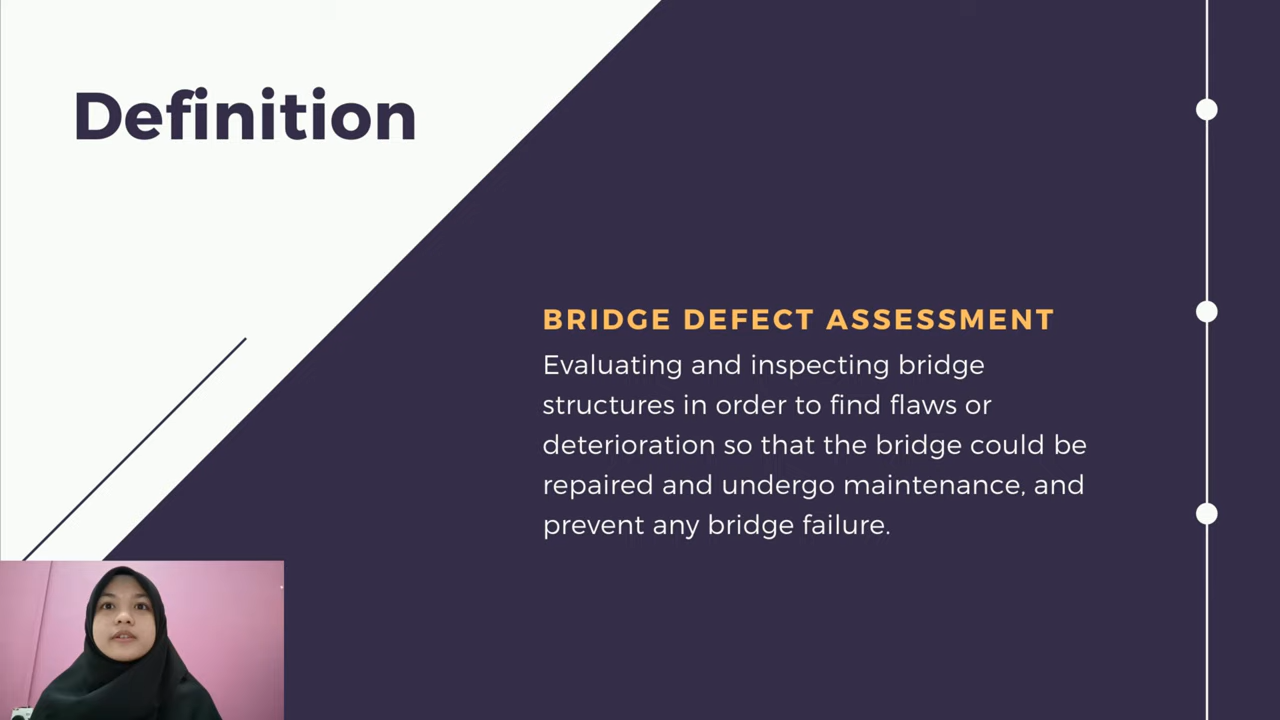 Definition
BRIDGE DEFECT ASSESSMENT
Evaluating and inspecting bridge
structures in order to find flaws or
deterioration so that the bridge could be
repaired and undergo maintenance, and
prevent any bridge failure.